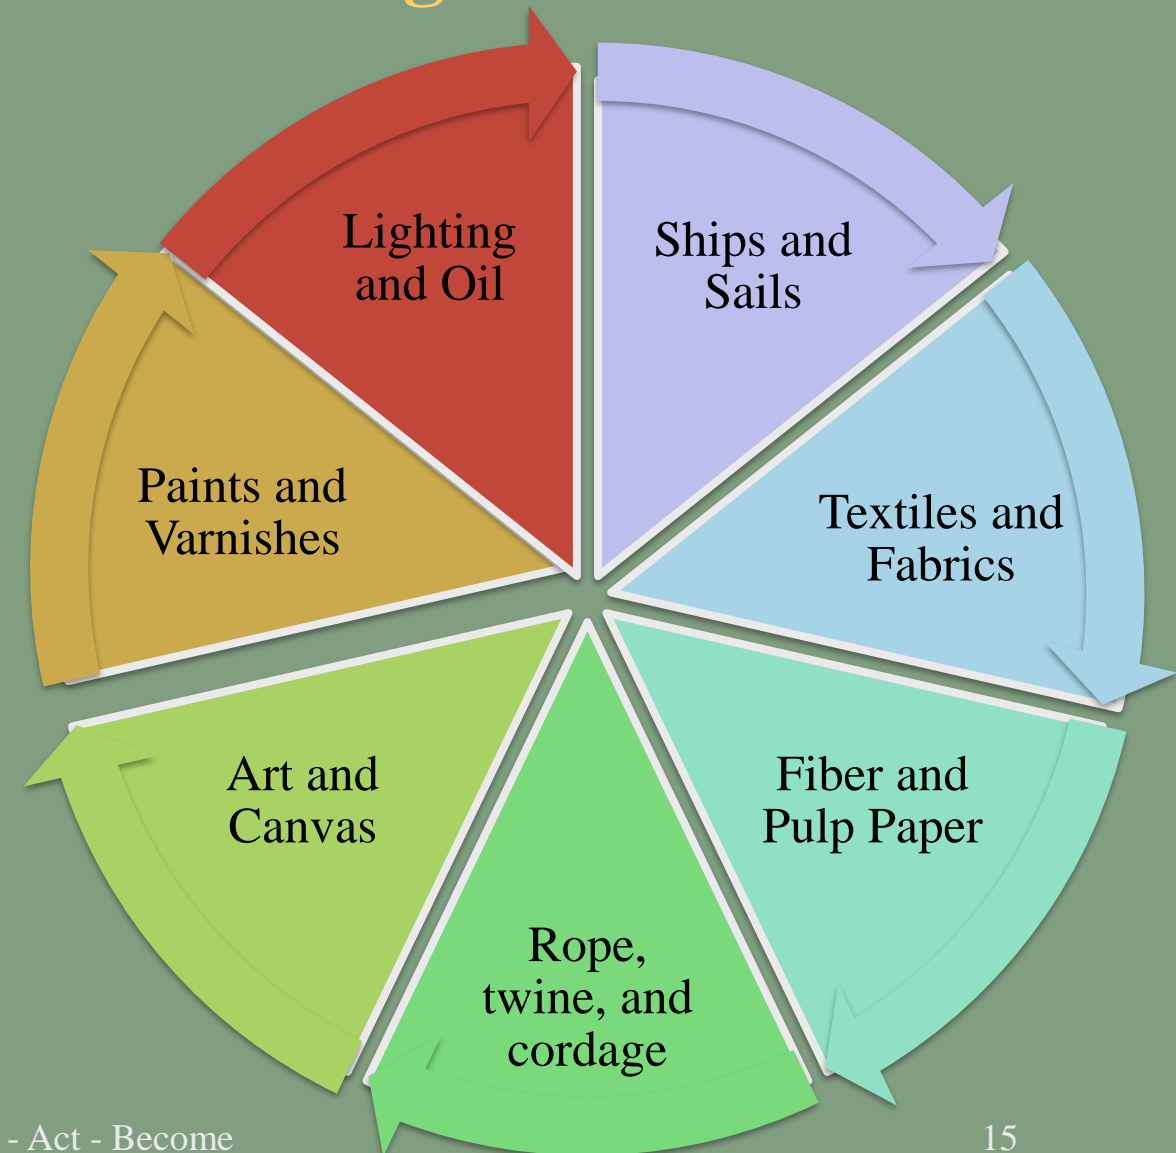 Lighting
and Oil
Ships and
Sails
Paints and
Varnishes
Textiles and
Fabrics
Art and
Canvas
Fiber and
Pulp Paper
Rope,
twine, and
cordage
- Act - Become
15